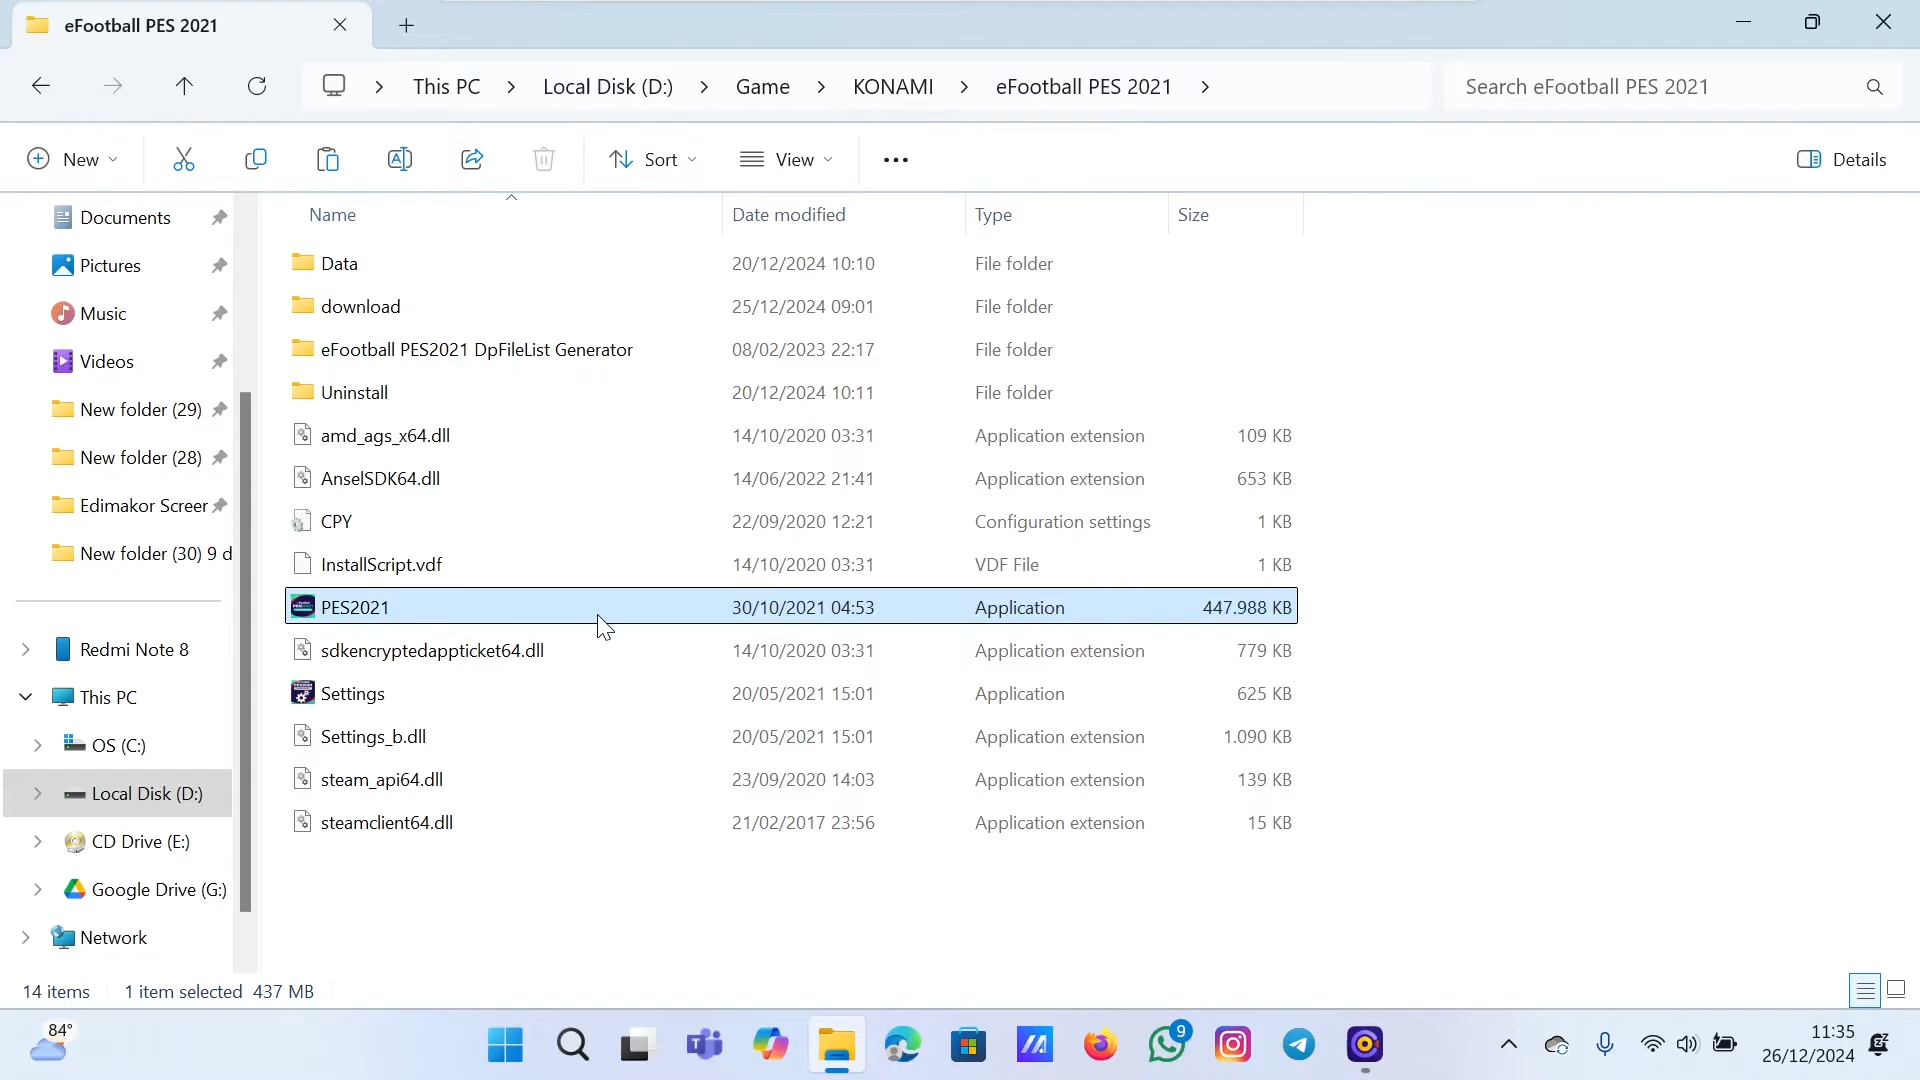 eFootball PES 2021
This PC > Local Disk (D:) > Game > KONAMI > eFootball PES 2021 >
Search eFootball PES 2021
New
Sort
View
Details
Documents
Pictures
Music
Videos
New folder (29)
New folder (28)
Edimakor Screer
New folder (30) 9 d
Redmi Note 8
This PC
OS (C:)
Local Disk (D:)
CD Drive (E:)
Google Drive (G:)
Network
Name Date modified Type Size
Data 20/12/2024 10:10 File folder
download 25/12/2024 09:01 File folder
eFootball PES2021 DpFileList Generator 08/02/2023 22:17 File folder
Uninstall 20/12/2024 10:11 File folder
amd_ags_x64.dll 14/10/2020 03:31 Application extension 109 KB
AnselSDK64.dll 14/06/2022 21:41 Application extension 653 KB
CPY 22/09/2020 12:21 Configuration settings 1 KB
InstallScript.vdf 14/10/2020 03:31 VDF File 1 KB
PES2021 30/10/2021 04:53 Application 447.988 KB
sdkencryptedappticket64.dll 14/10/2020 03:31 Application extension 779 KB
Settings 20/05/2021 15:01 Application 625 KB
Settings_b.dll 20/05/2021 15:01 Application extension 1.090 KB
steam_api64.dll 23/09/2020 14:03 Application extension 139 KB
steamclient64.dll 21/02/2017 23:56 Application extension 15 KB
14 items 1 item selected 437 MB
84°
9
11:35
26/12/2024